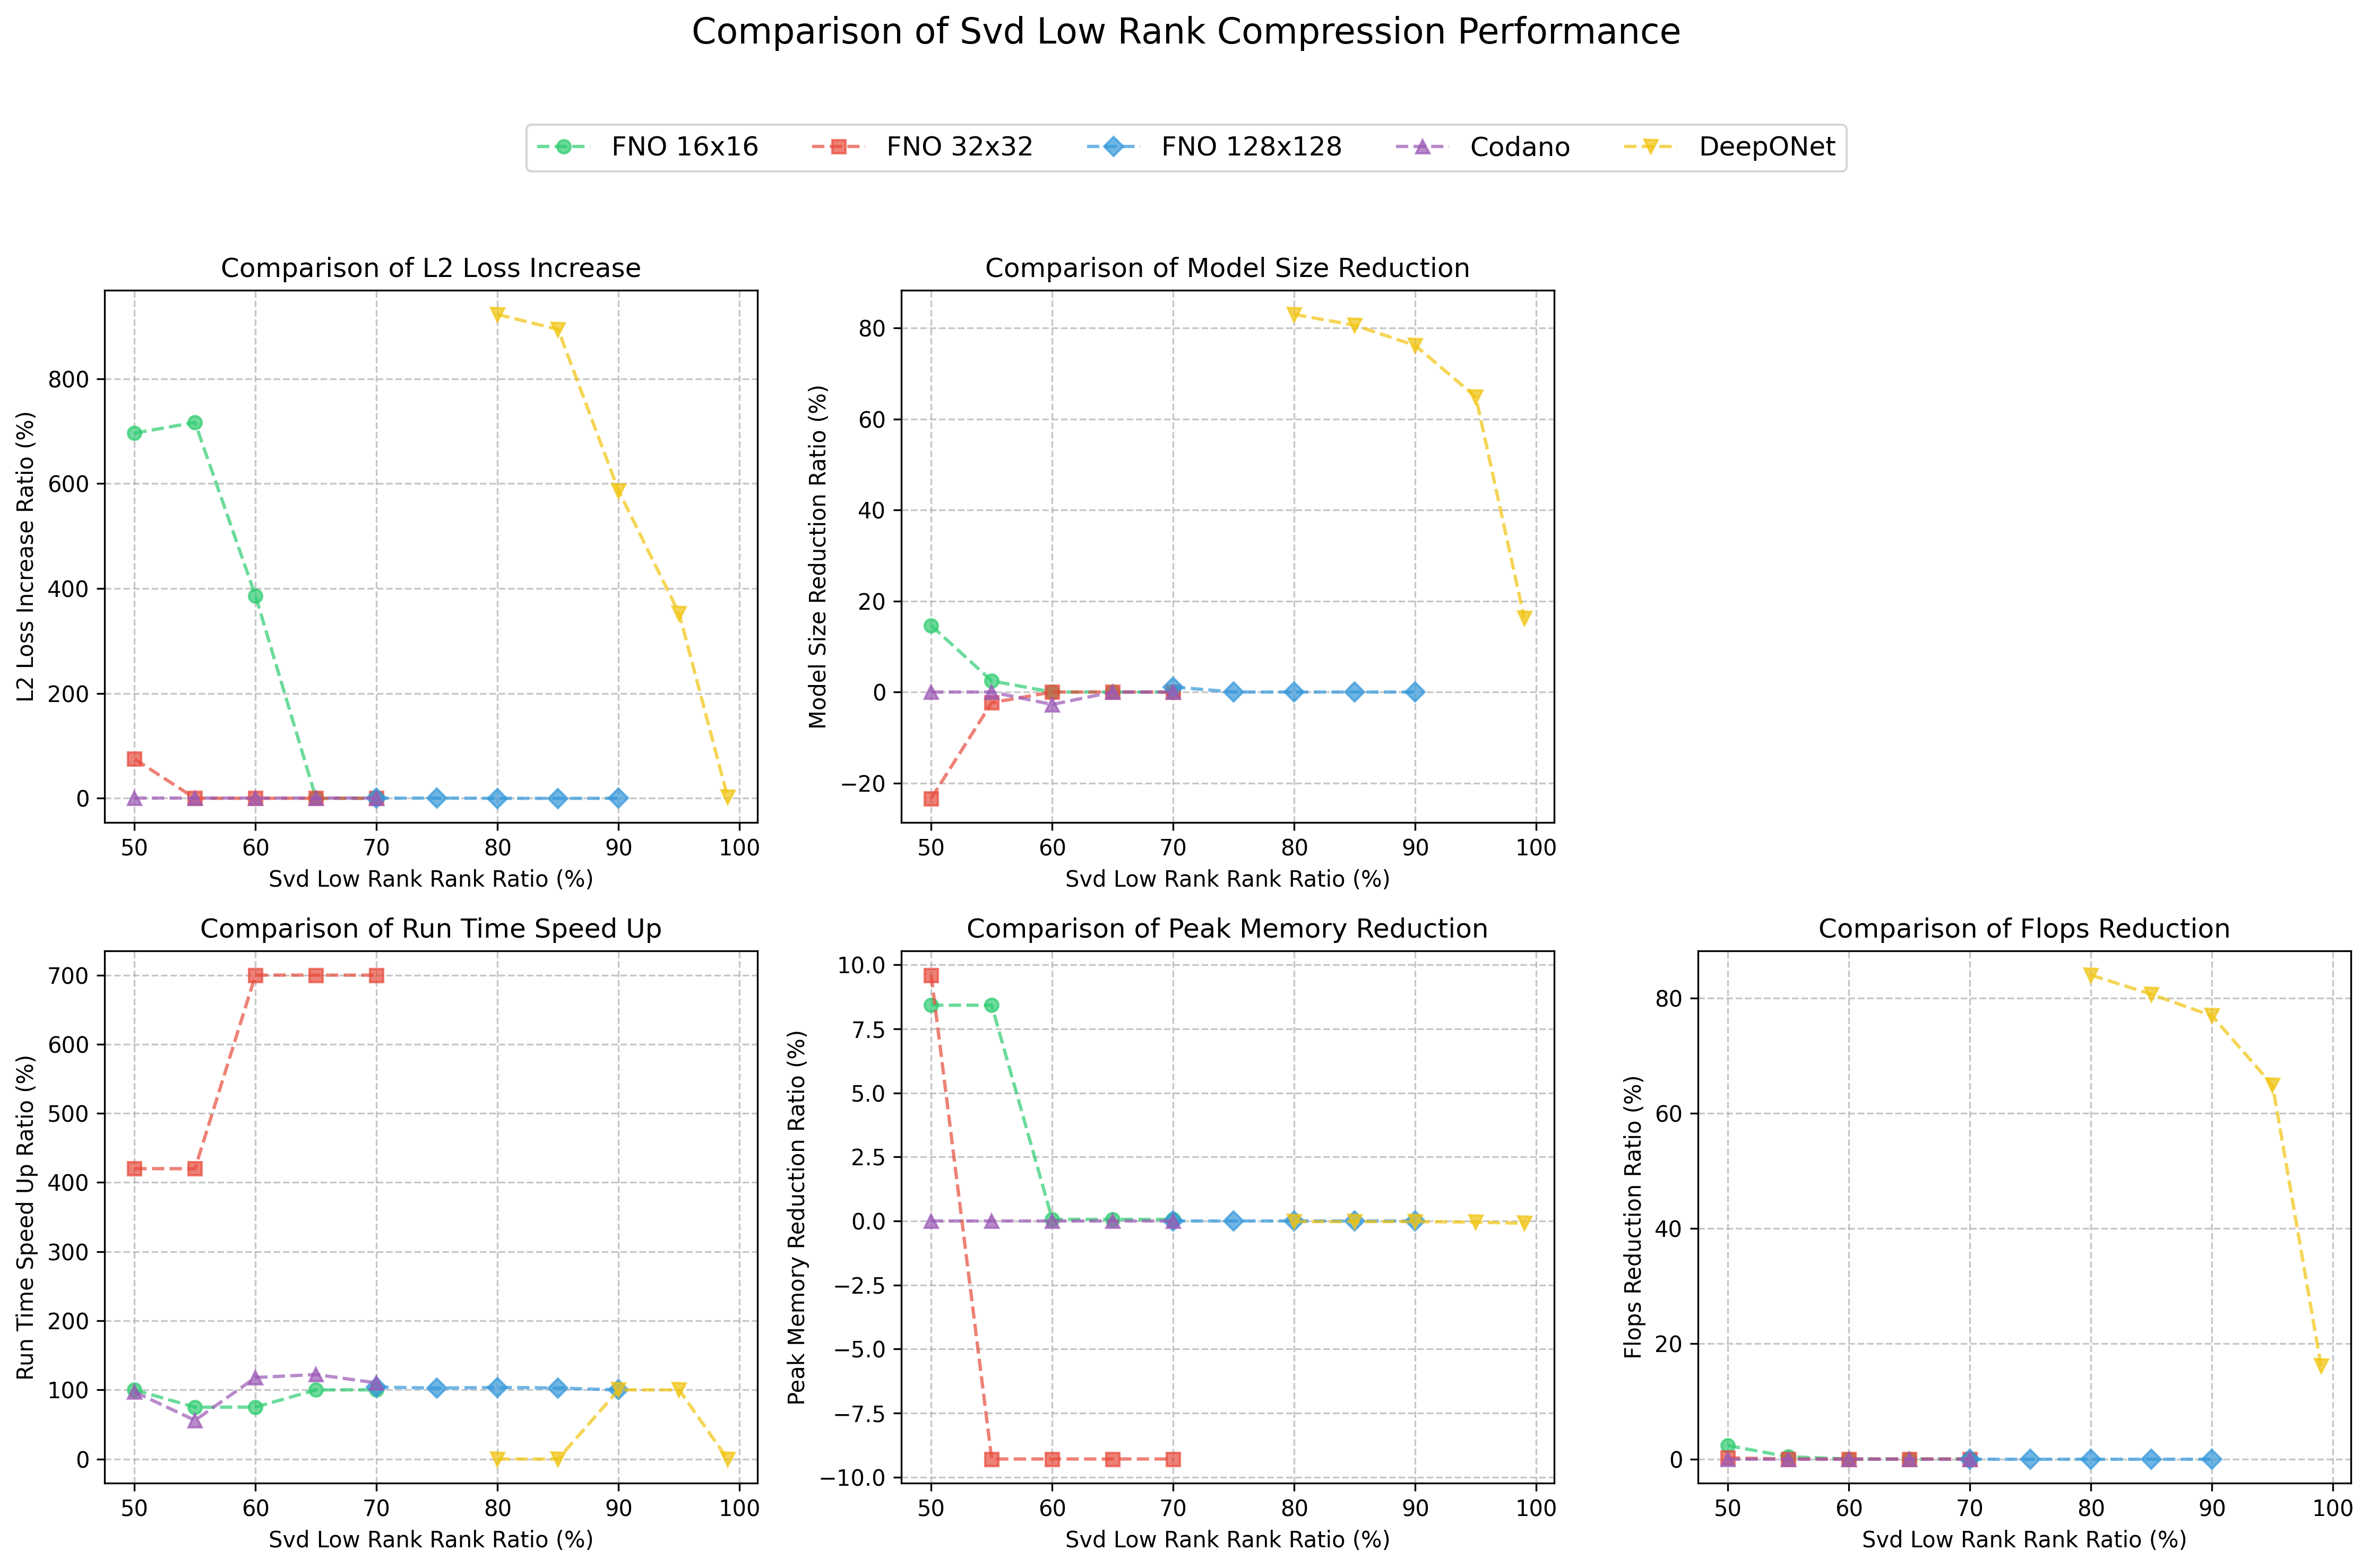 Comparison of Svd Low Rank Compression Performance
FNO 16x16 FNO 32x32 FNO 128x128 Codano DeepONet
Comparison of L2 Loss Increase
L2 Loss Increase Ratio (%)
800
600
400
200
0
50 60 70 80 90 100
Svd Low Rank Rank Ratio (%)
Comparison of Model Size Reduction
Model Size Reduction Ratio (%)
80
60
40
20
0
−20
50 60 70 80 90 100
Svd Low Rank Rank Ratio (%)
Comparison of Run Time Speed Up
Run Time Speed Up Ratio (%)
700
600
500
400
300
200
100
0
50 60 70 80 90 100
Svd Low Rank Rank Ratio (%)
Comparison of Peak Memory Reduction
Peak Memory Reduction Ratio (%)
10.0
7.5
5.0
2.5
0.0
−2.5
−5.0
−7.5
−10.0
50 60 70 80 90 100
Svd Low Rank Rank Ratio (%)
Comparison of Flops Reduction
Flops Reduction Ratio (%)
80
60
40
20
0
50 60 70 80 90 100
Svd Low Rank Rank Ratio (%)